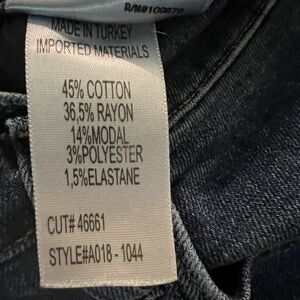 R/N#109879
MADE IN TURKEY
IMPORTED MATERIALS
45% COTTON
36,5% RAYON
14%MODAL
3%POLYESTER
1,5%ELASTANE
CUT# 46661
STYLE#A018 - 1044